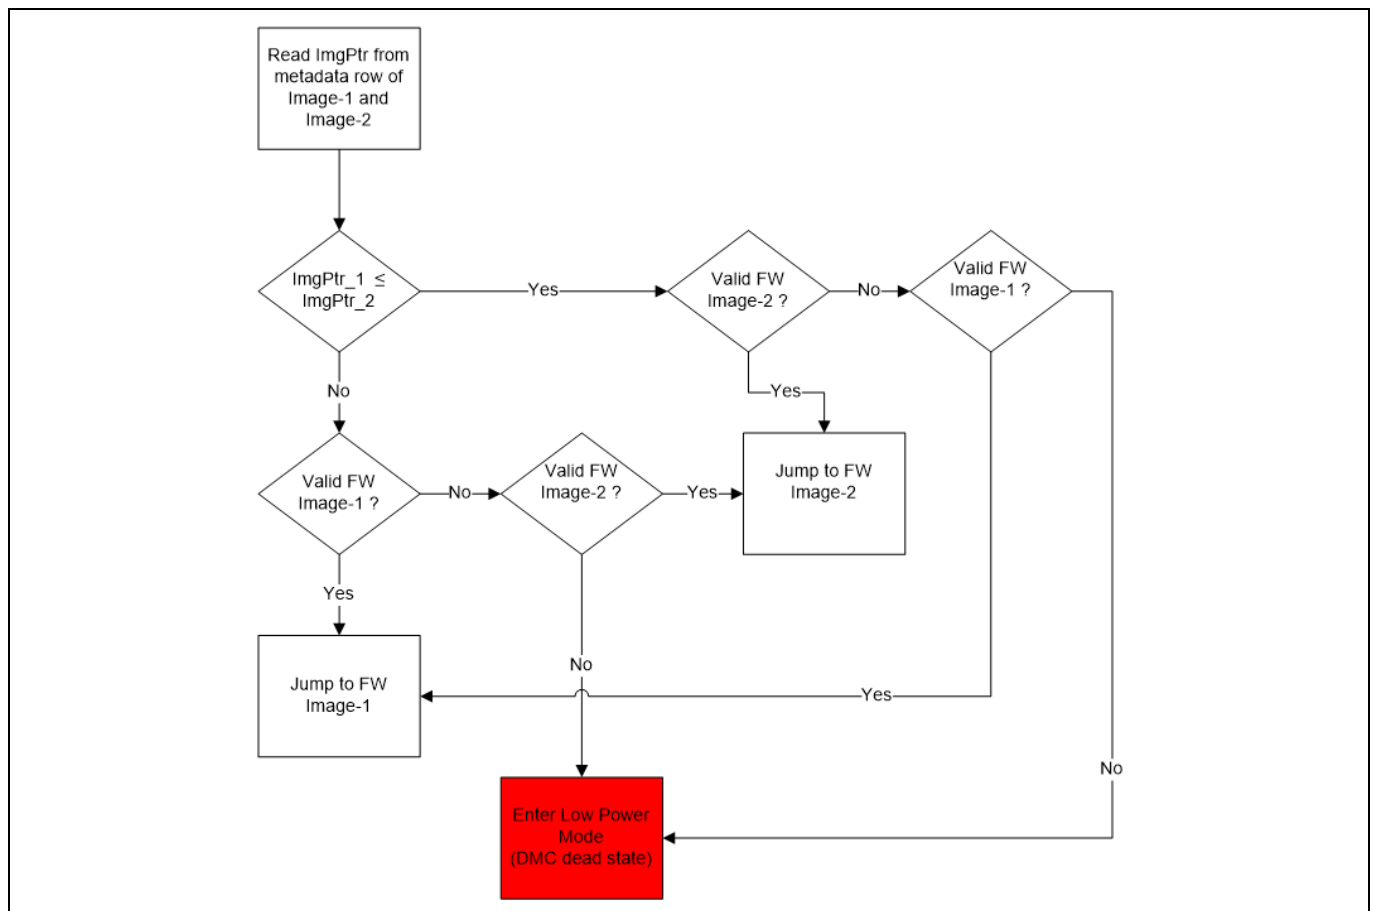 Read ImgPtr from
metadata row of
Image-1 and
Image-2
ImgPtr_1 ≤
ImgPtr_2
Yes
Valid FW
Image-2 ?
No
Valid FW
Image-1 ?
No
Yes
Valid FW
Image-1 ?
No
Valid FW
Image-2 ?
Yes
Jump to FW
Image-2
Yes
Jump to FW
Image-1
No
Yes
No
Enter Low Power
Mode
(DMC dead state)